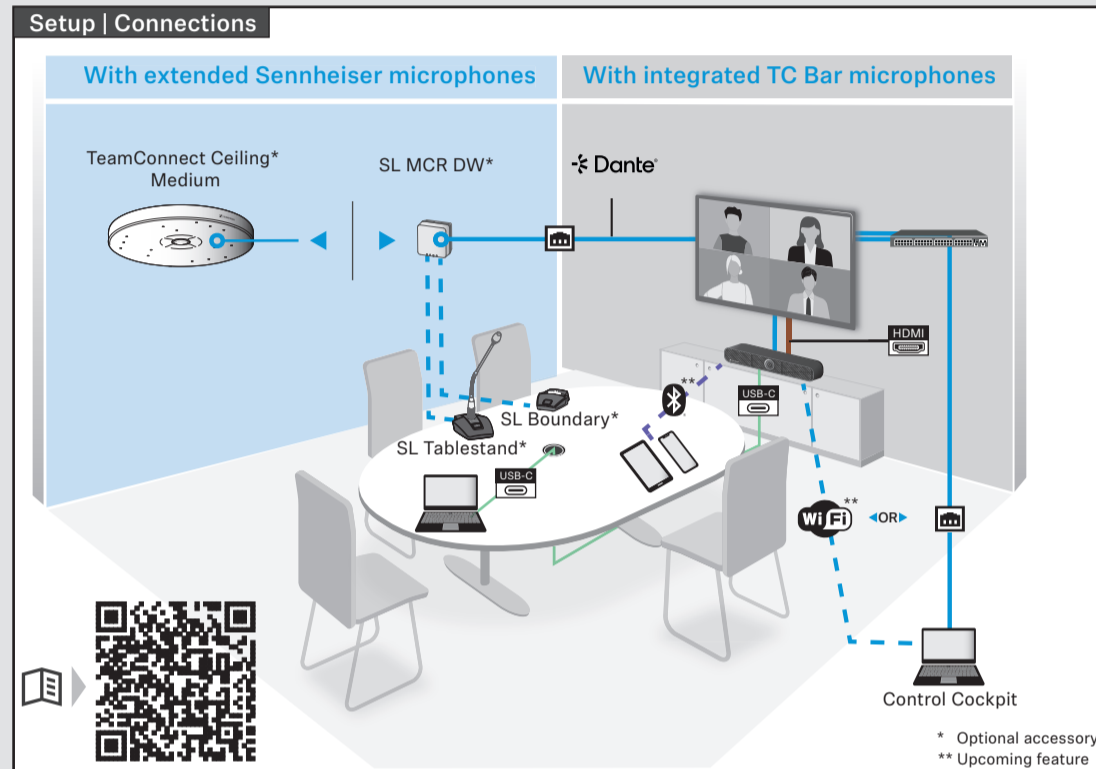 Setup | Connections
With extended Sennheiser microphones
With integrated TC Bar microphones
TeamConnect Ceiling*
Medium
SL MCR DW*
Dante®
HDMI
**
USB-C
SL Boundary*
SL Tablestand*
USB-C
WiFi**
OR
Control Cockpit
* Optional accessory
** Upcoming feature